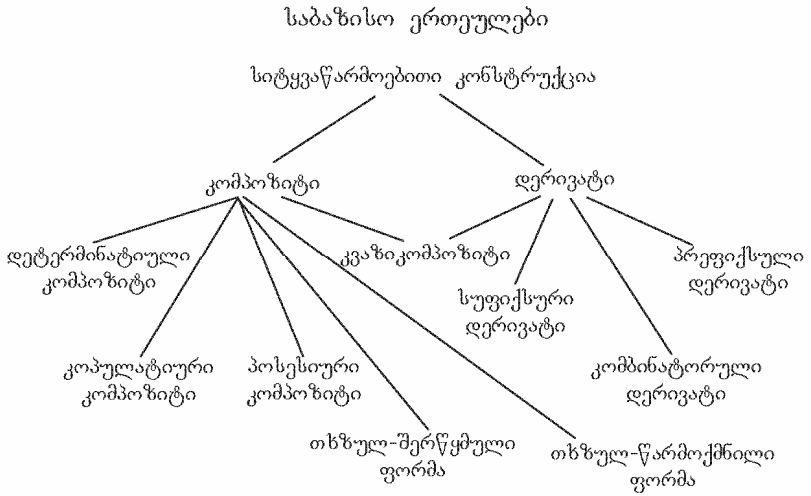 საბაზისო ერთეულები
სიტყვაწარმოებითი კონსტრუქცია
კომპოზიტი
დერივატი
დეტერმინატიული
კომპოზიტი
კვაზიკომპოზიტი
პრეფიქსული
დერივატი
სუფიქსური
დერივატი
კოპულატიური
კომპოზიტი
პოსესიური
კომპოზიტი
კომბინატორული
დერივატი
თხზულ-შერწყმული
ფორმა
თხზულ-წარმოქმნილი
ფორმა